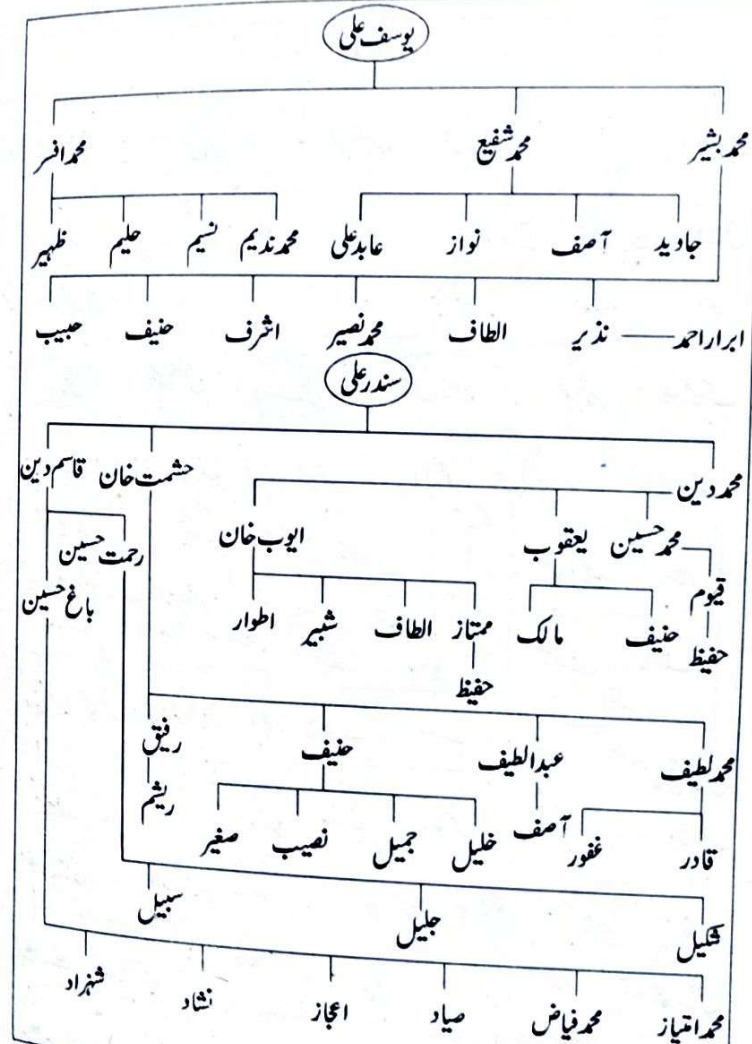 یوسف علی
محمد بشیر محمد شفیع محمد افسر
جاوید آصف نواز عابد علی محمد ندیم نسیم حلیم ظہیر
ابرار احمد نذیر الطاف محمد نصیر اشرف حنیف حبیب
سندر علی
محمد دین حشمت خان قاسم دین
محمد حسین یعقوب ایوب خان رحمت حسین
قیوم باغ حسین
حفیظ حنیف مالک ممتاز الطاف شبیر اطوار
حفیظ
محمد لطیف عبدالطیف حنیف رفیق
قادر غفور آصف خلیل جمیل نصیب صغیر ریشم
شکیل جلیل سبیل
محمد امتیاز محمد فیاض صیاد اعجاز نشاد شہزاد